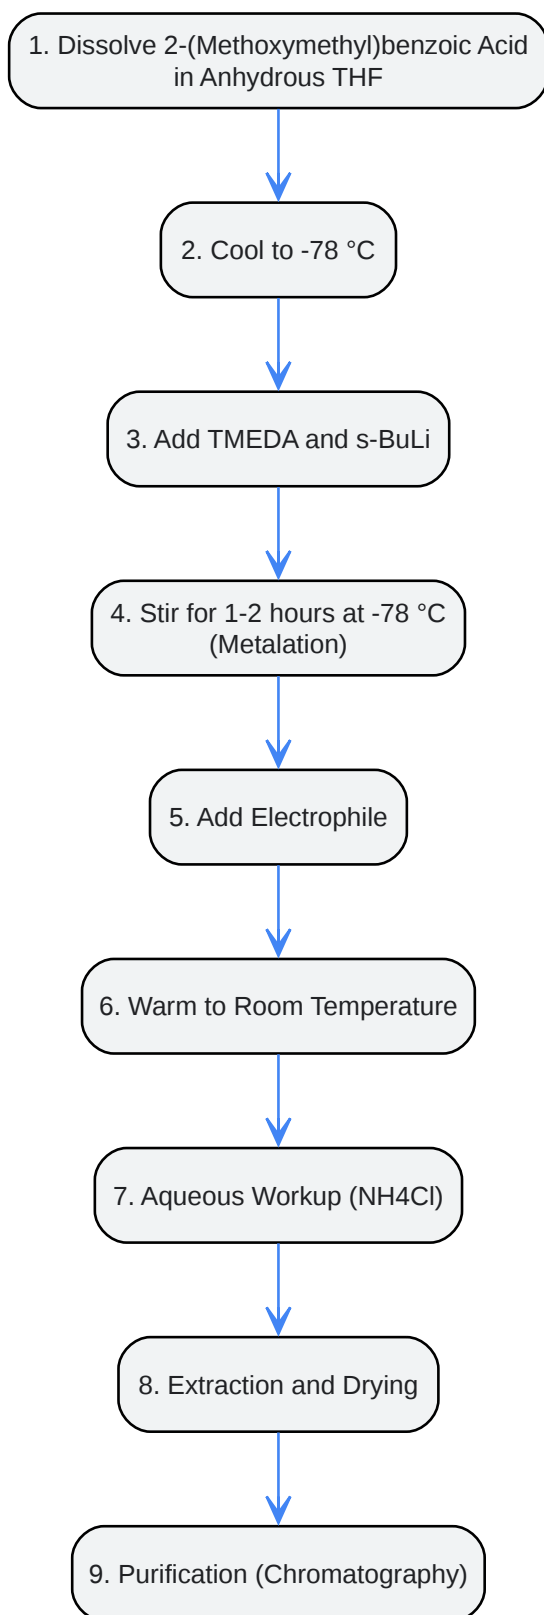 1. Dissolve 2-(Methoxymethyl)benzoic Acid
in Anhydrous THF
2. Cool to -78 °C
3. Add TMEDA and s-BuLi
4. Stir for 1-2 hours at -78 °C
(Metalation)
5. Add Electrophile
6. Warm to Room Temperature
7. Aqueous Workup (NH4Cl)
8. Extraction and Drying
9. Purification (Chromatography)